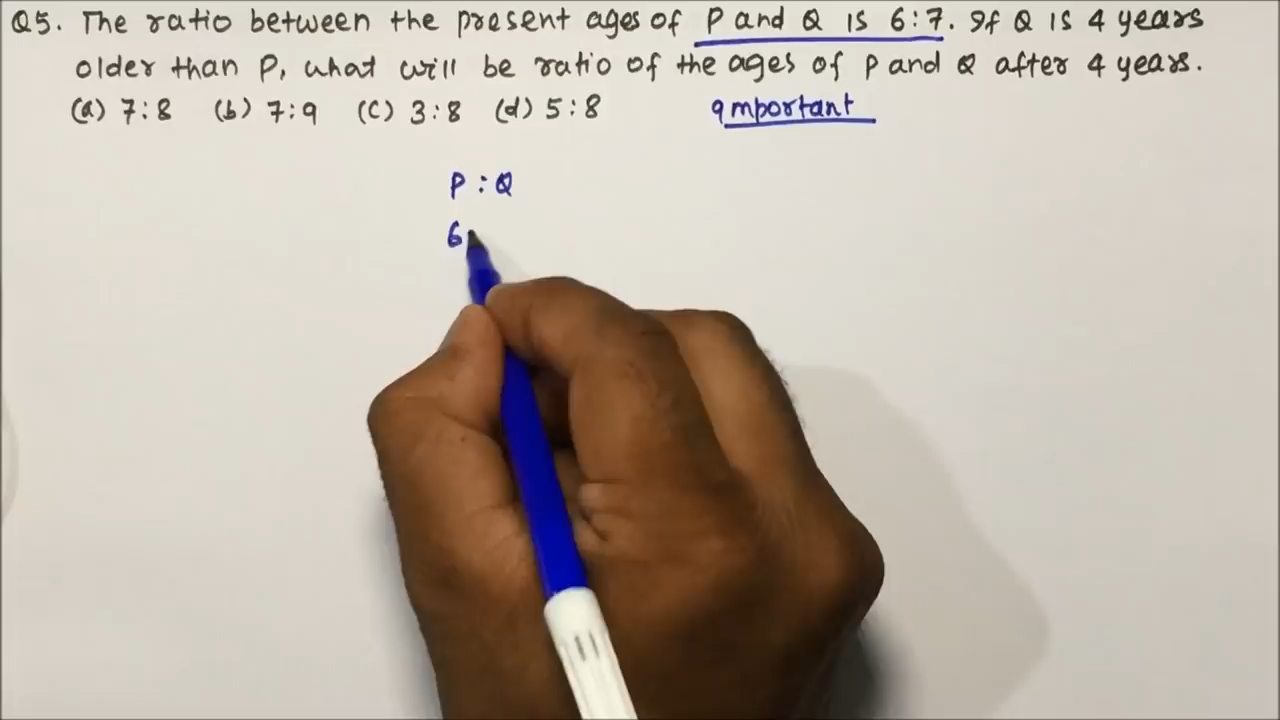 Q5. The ratio between the present ages of P and Q is 6:7. If Q is 4 years
older than P, what will be ratio of the ages of P and Q after 4 years.
(a) 7:8 (b) 7:9 (c) 3:8 (d) 5:8 Important
P : Q
6